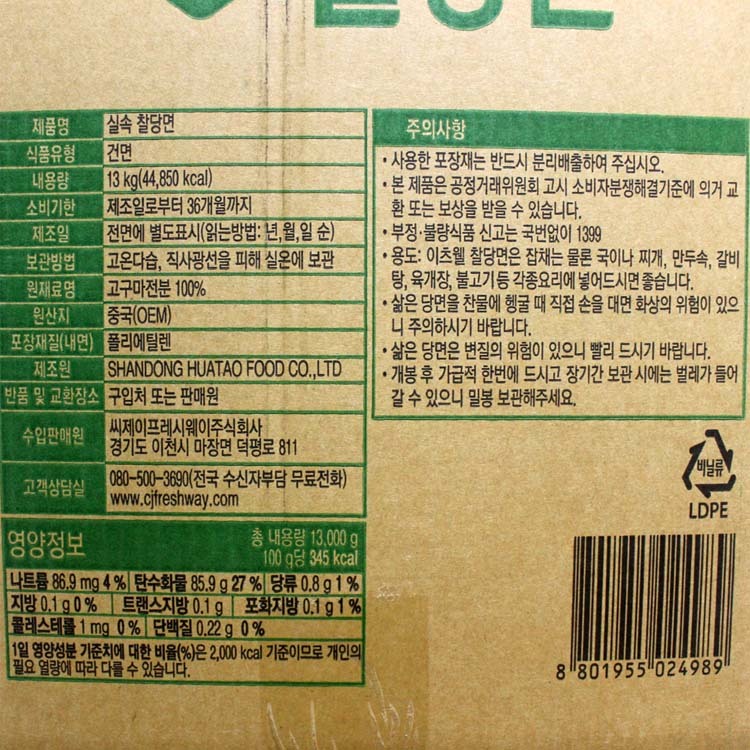 찰당면
제품명 실속 찰당면
식품유형 건면
내용량 13 kg(44,850 kcal)
소비기한 제조일로부터 36개월까지
제조일 전면에 별도표시(읽는방법: 년,월,일 순)
보관방법 고온다습, 직사광선을 피해 실온에 보관
원재료명 고구마전분 100%
원산지 중국(OEM)
포장재질(내면) 폴리에틸렌
제조원 SHANDONG HUATAO FOOD CO.,LTD
반품 및 교환장소 구입처 또는 판매원
수입판매원 씨제이프레시웨이주식회사
경기도 이천시 마장면 덕평로 811
고객상담실 080-500-3690(전국 수신자부담 무료전화)
www.cjfreshway.com
영양정보 총 내용량 13,000 g
100 g당 345 kcal
나트륨 86.9 mg 4 % 탄수화물 85.9 g 27 % 당류 0.8 g 1 %
지방 0.1 g 0 % 트랜스지방 0.1 g 포화지방 0.1 g 1 %
콜레스테롤 1 mg 0 % 단백질 0.22 g 0 %
1일 영양성분 기준치에 대한 비율(%)은 2,000 kcal 기준이므로 개인의
필요 열량에 따라 다를 수 있습니다.
주의사항
• 사용한 포장재는 반드시 분리배출하여 주십시오.
• 본 제품은 공정거래위원회 고시 소비자분쟁해결기준에 의거 교
환 또는 보상을 받을 수 있습니다.
• 부정·불량식품 신고는 국번없이 1399
• 용도: 이츠웰 찰당면은 잡채는 물론 국이나 찌개, 만두속, 갈비
탕, 육개장, 불고기등 각종요리에 넣어드시면 좋습니다.
• 삶은 당면을 찬물에 헹굴 때 직접 손을 대면 화상의 위험이 있으
니 주의하시기 바랍니다.
• 삶은 당면은 변질의 위험이 있으니 빨리 드시기 바랍니다.
• 개봉 후 가급적 한번에 드시고 장기간 보관 시에는 벌레가 들어
갈 수 있으니 밀봉 보관해주세요.
비닐류
LDPE
8 801955 024989